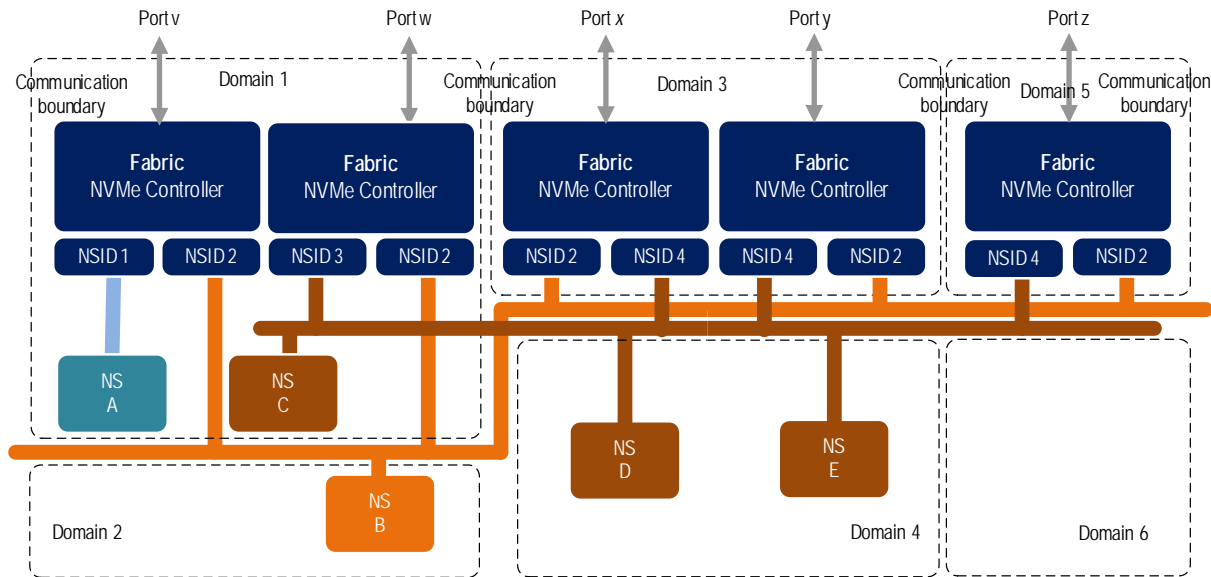 Port v
Port w
Port x
Port y
Port z
Communication
boundary
Domain 1
Communication
boundary
Domain 3
Communication
boundary
Domain 5
Communication
boundary
Fabric
NVMe Controller
Fabric
NVMe Controller
Fabric
NVMe Controller
Fabric
NVMe Controller
Fabric
NVMe Controller
NSID 1
NSID 2
NSID 3
NSID 2
NSID 2
NSID 4
NSID 4
NSID 2
NSID 4
NSID 2
NS
A
NS
C
NS
D
NS
E
NS
B
Domain 2
Domain 4
Domain 6